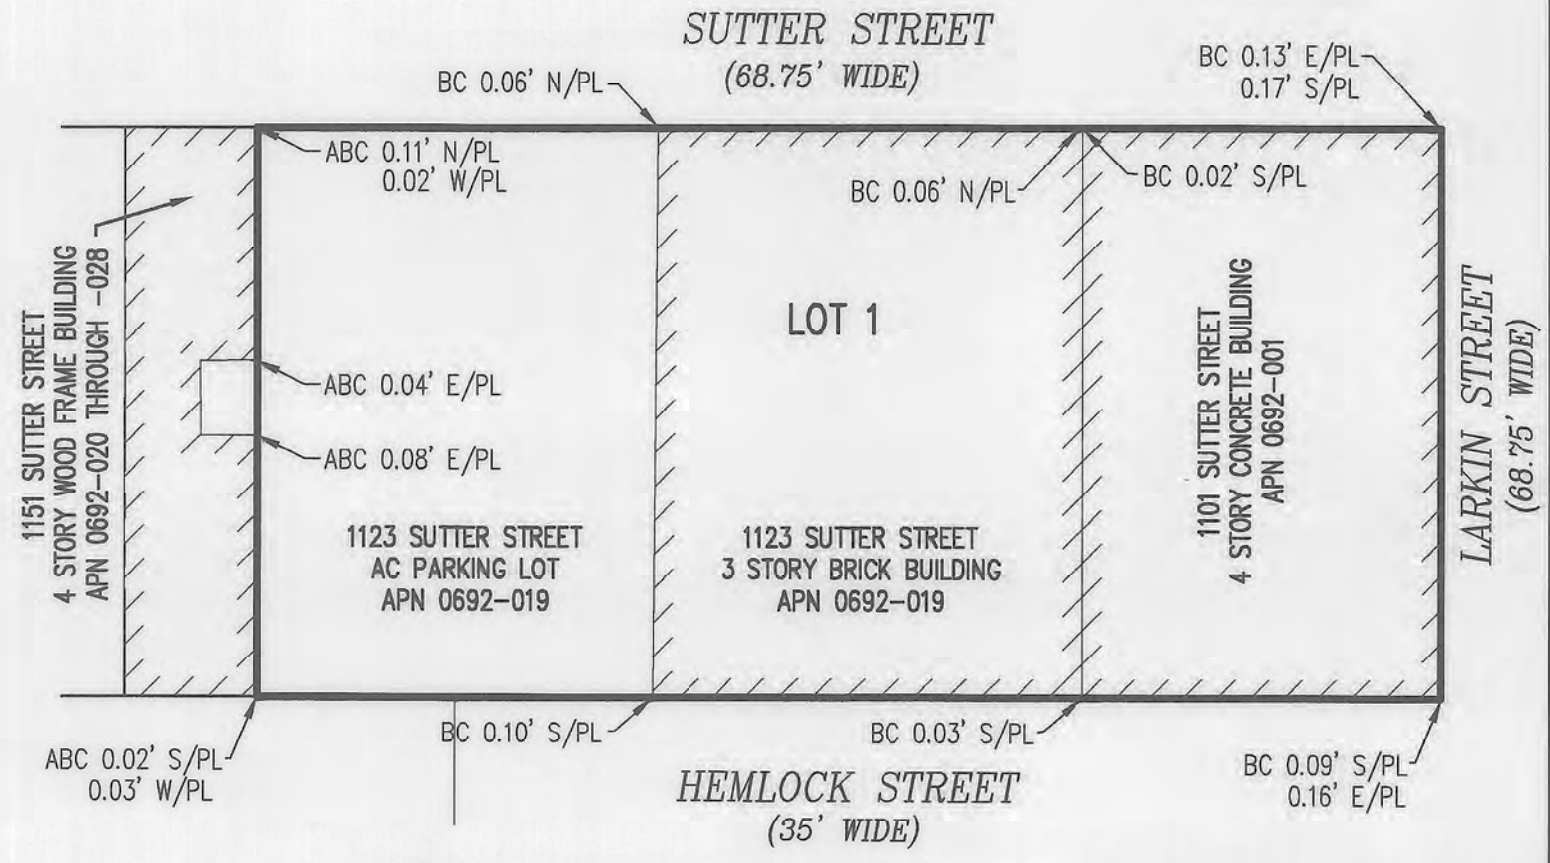 SUTTER STREET
(68.75' WIDE)
BC 0.06' N/PL
BC 0.13' E/PL
0.17' S/PL
ABC 0.11' N/PL
0.02' W/PL
BC 0.06' N/PL
BC 0.02' S/PL
1151 SUTTER STREET
4 STORY WOOD FRAME BUILDING
APN 0692-020 THROUGH -028
LOT 1
ABC 0.04' E/PL
ABC 0.08' E/PL
1123 SUTTER STREET
AC PARKING LOT
APN 0692-019
1123 SUTTER STREET
3 STORY BRICK BUILDING
APN 0692-019
1101 SUTTER STREET
4 STORY CONCRETE BUILDING
APN 0692-001
LARKIN STREET
(68.75' WIDE)
ABC 0.02' S/PL
0.03' W/PL
BC 0.10' S/PL
BC 0.03' S/PL
BC 0.09' S/PL
0.16' E/PL
HEMLOCK STREET
(35' WIDE)